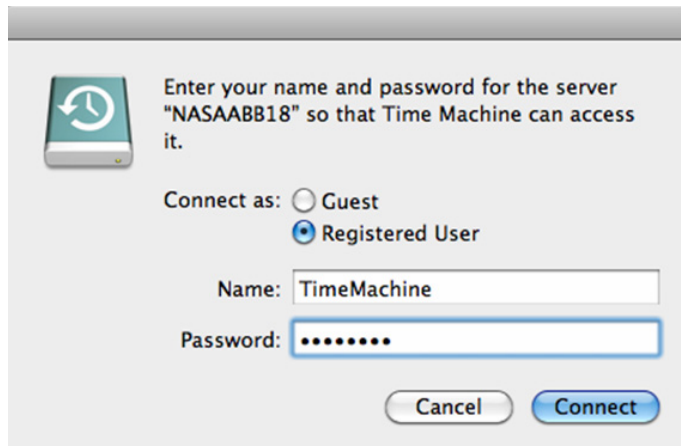 Enter your name and password for the server
“NASAABB18” so that Time Machine can access
it.
Connect as: Guest
Registered User
Name: TimeMachine
Password: ••••••••
Cancel Connect